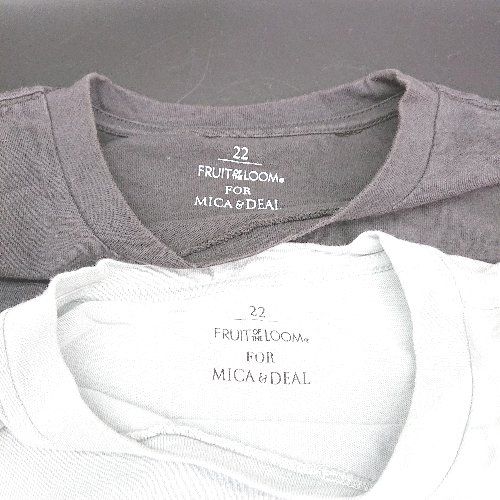 22
FRUIT OF THE LOOM®
FOR
MICA & DEAL
22
FRUIT OF THE LOOM®
FOR
MICA & DEAL